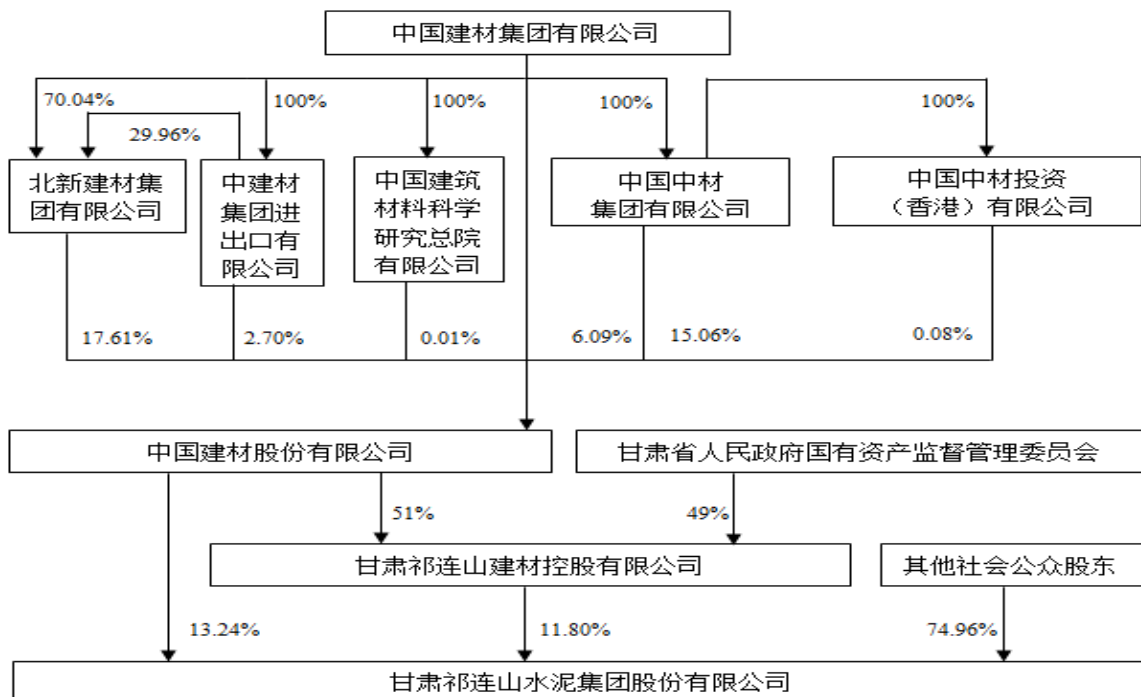 中国建材集团有限公司
70.04%
100%
100%
100%
100%
29.96%
北新建材集
团有限公司
中建材
集团进
出口有
限公司
中国建筑
材料科学
研究总院
有限公司
中国中材
集团有限公司
中国中材投资
（香港）有限公司
17.61%
2.70%
0.01%
6.09%
15.06%
0.08%
中国建材股份有限公司
甘肃省人民政府国有资产监督管理委员会
51%
49%
甘肃祁连山建材控股有限公司
其他社会公众股东
13.24%
11.80%
74.96%
甘肃祁连山水泥集团股份有限公司